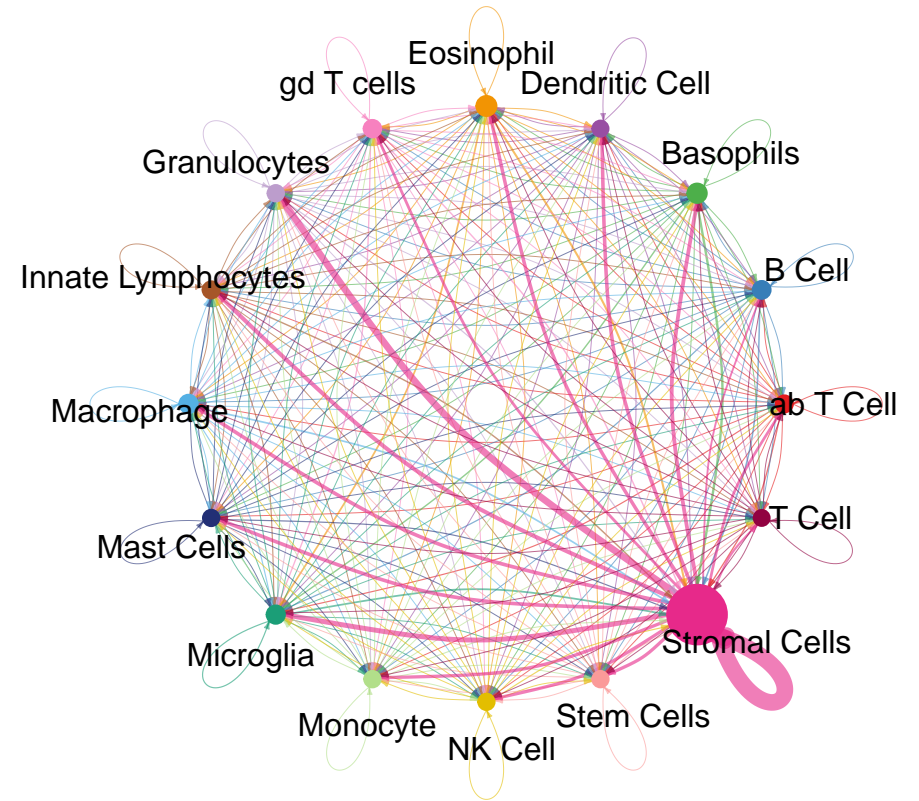 Eosinophil
gd T cells
Dendritic Cell
Granulocytes
Basophils
Innate Lymphocytes
B Cell
Macrophage
ab T Cell
Mast Cells
T Cell
Microglia
Stromal Cells
Monocyte
Stem Cells
NK Cell